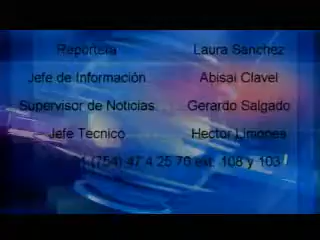 Reportera Laura Sanchez
Jefe de Información Abisai Clavel
Supervisor de Noticias Gerardo Salgado
Jefe Tecnico Hector Limones
(754) 47 4 25 76 ext. 108 y 103